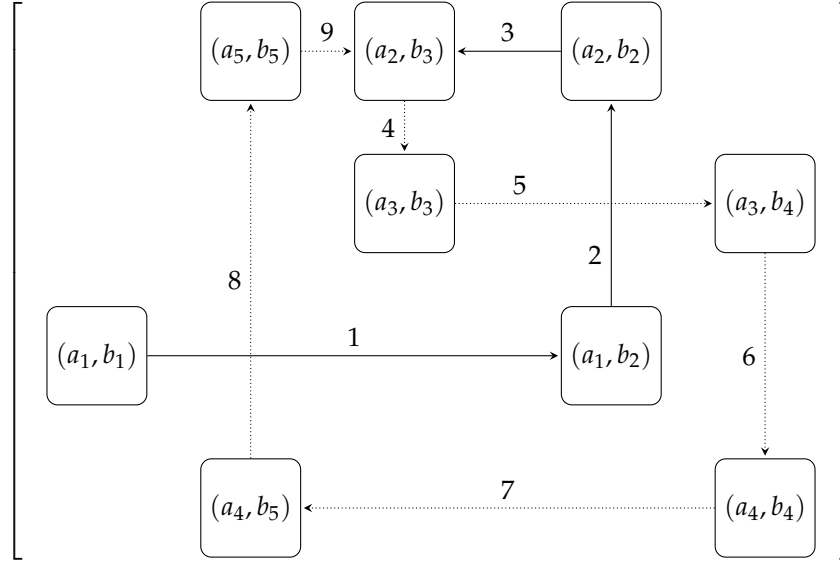 (a₅, b₅) 9 (a₂, b₃) 3 (a₂, b₂)
4
(a₃, b₃) 5 (a₃, b₄)
8 2
(a₁, b₁) 1 (a₁, b₂) 6
(a₄, b₅) 7 (a₄, b₄)